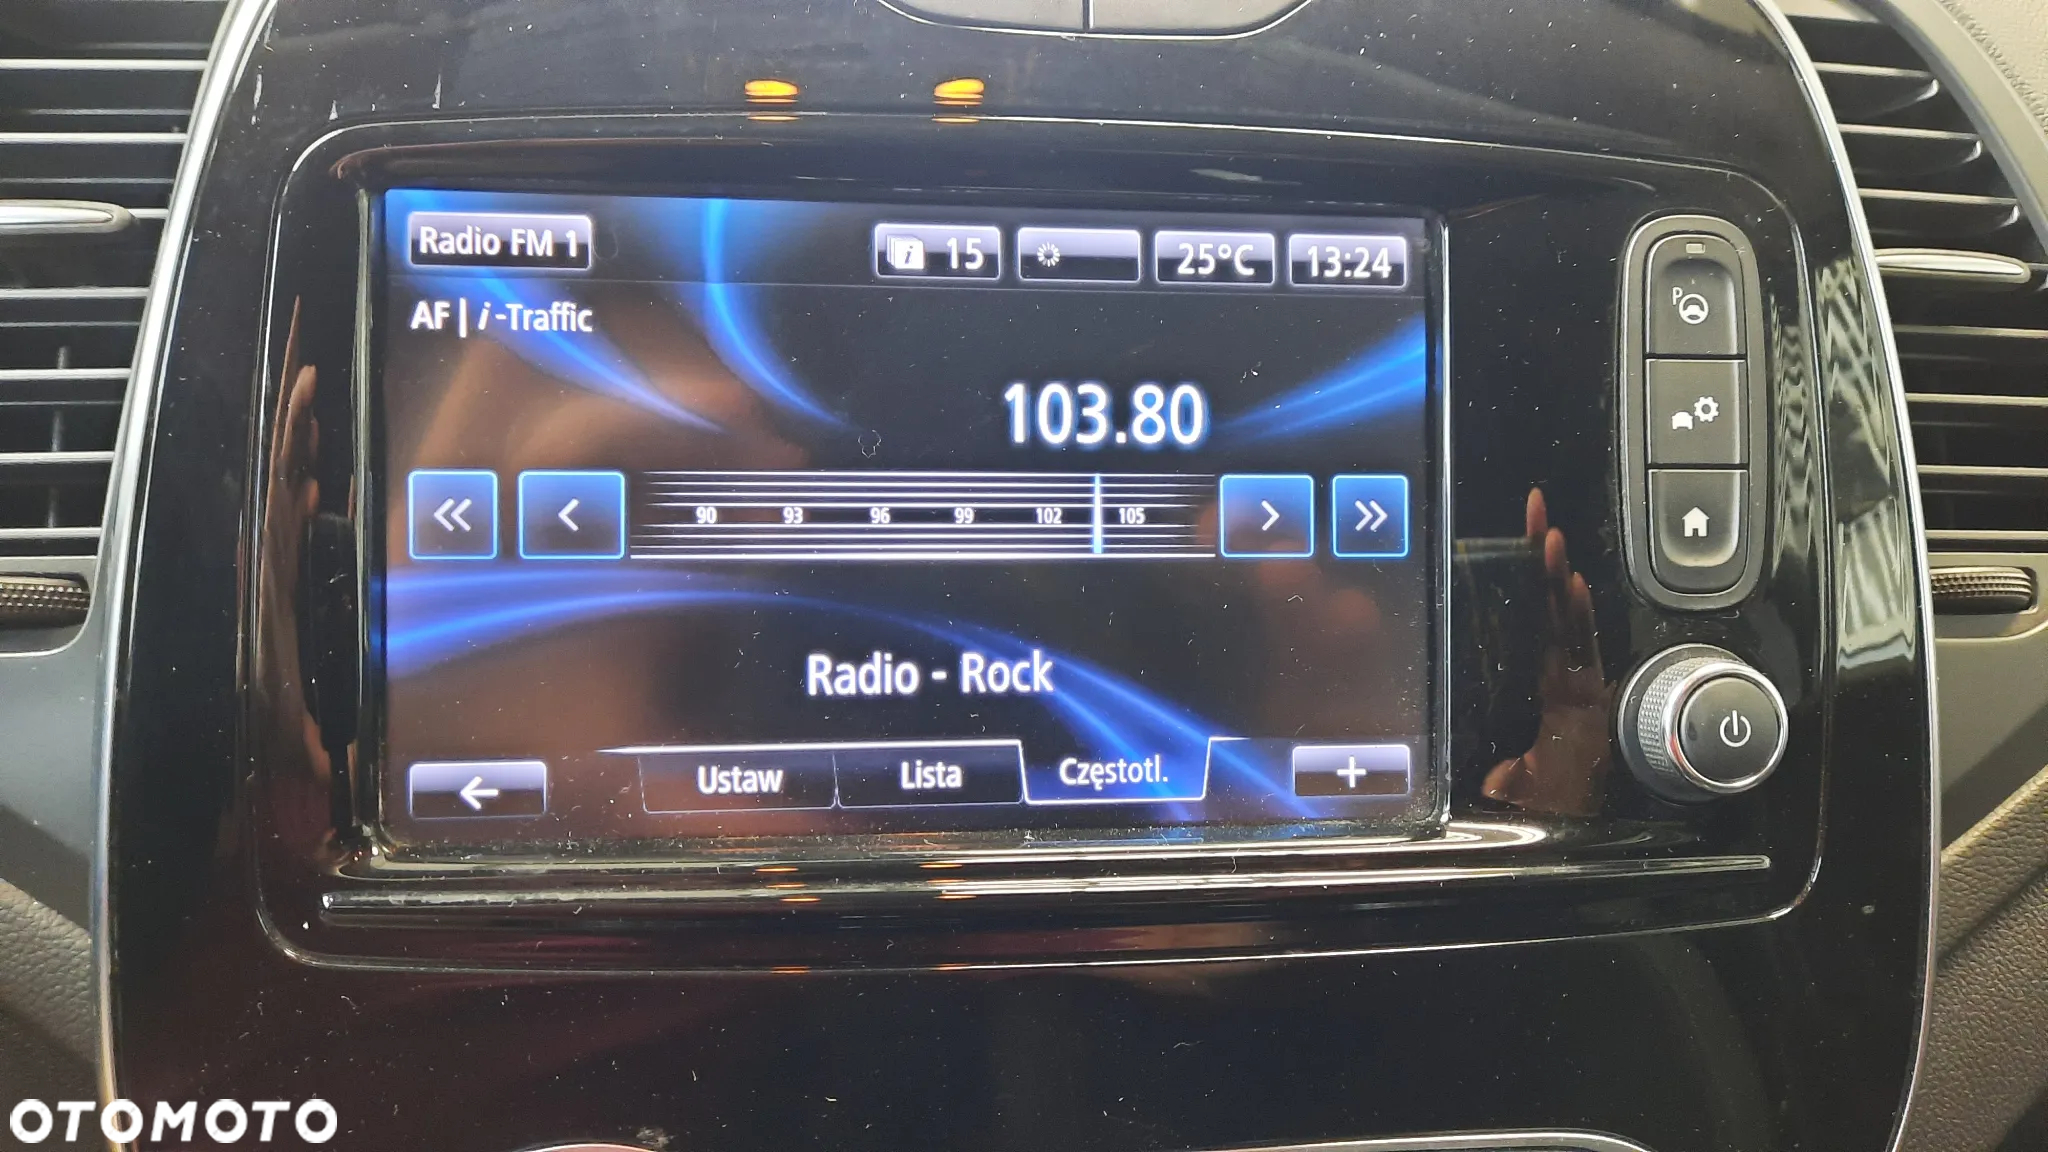 Radio FM 1
i 15
25°C
13:24
AF | i-Traffic
103.80
90 93 96 99 102 105
Radio - Rock
Ustaw
Lista
Częstotl.
P
OTOMOTO